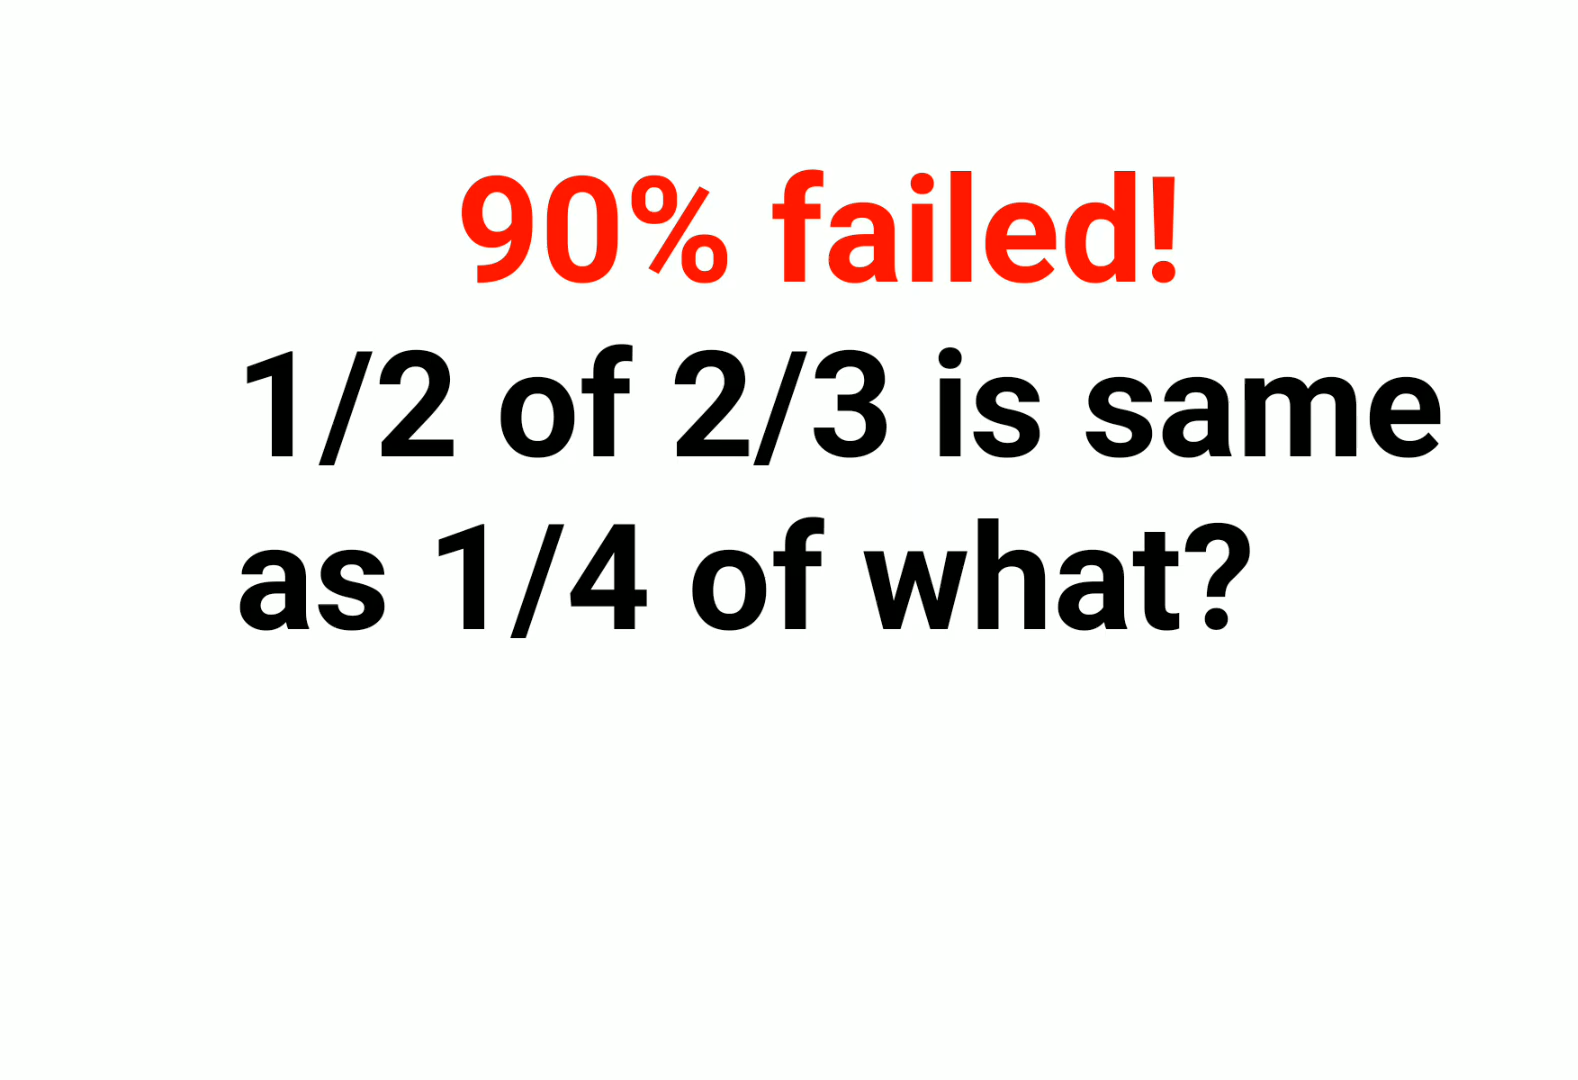 90% failed!
1/2 of 2/3 is same
as 1/4 of what?